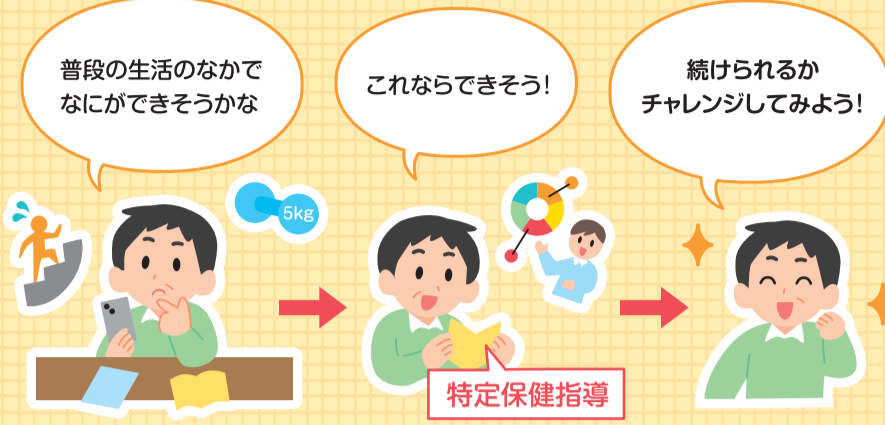 普段の生活のなかで
なにができそうかな
これならできそう!
続けられるか
チャレンジしてみよう!
5kg
特定保健指導